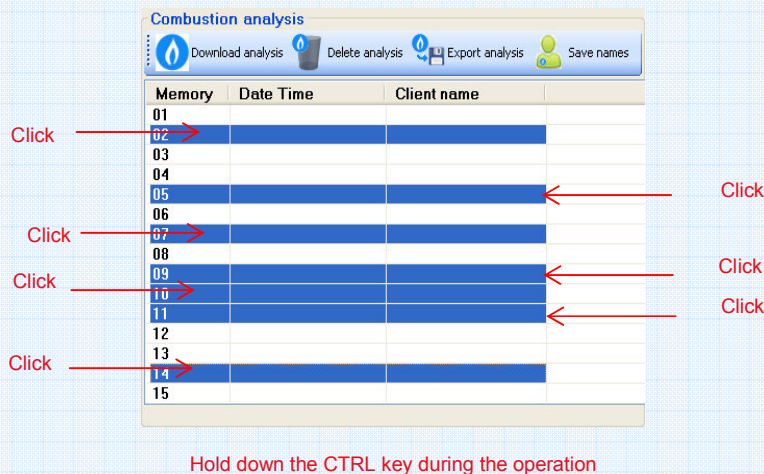 Combustion analysis
Download analysis Delete analysis Export analysis Save names
Memory Date Time Client name
01
Click 02
03
04
05 Click
06
Click 07
08
09 Click
Click 10
11 Click
12
13
Click 14
15
Hold down the CTRL key during the operation